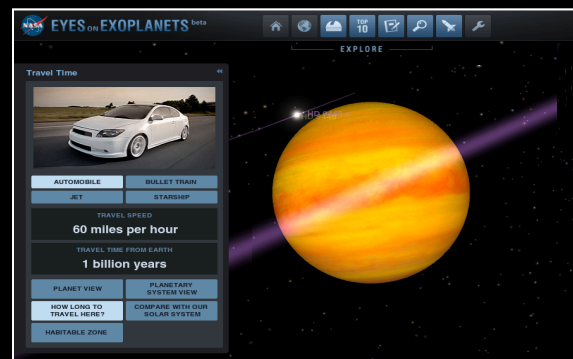 NASA EYES ON EXOPLANETS beta
TOP 10
EXPLORE
Travel Time
AUTOMOBILE BULLET TRAIN
JET STARSHIP
TRAVEL SPEED
60 miles per hour
TRAVEL TIME FROM EARTH
1 billion years
PLANET VIEW PLANETARY SYSTEM VIEW
HOW LONG TO TRAVEL HERE? COMPARE WITH OUR SOLAR SYSTEM
HABITABLE ZONE
HD